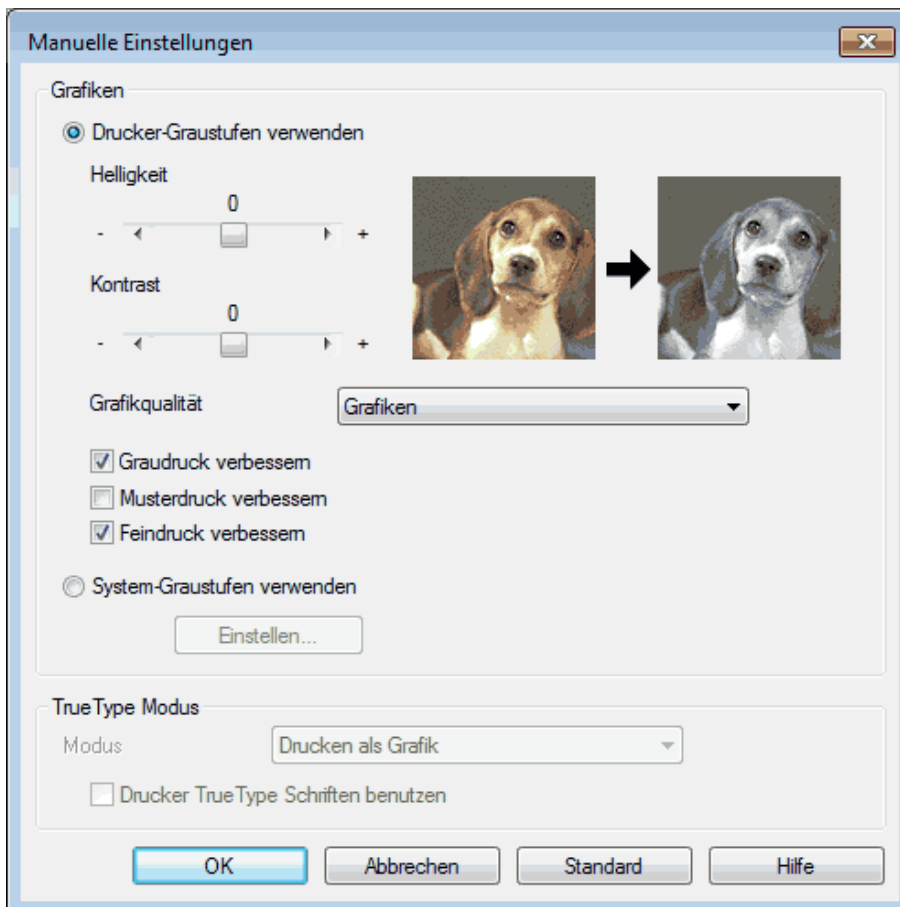 Manuelle Einstellungen
Grafiken
Drucker-Graustufen verwenden
Helligkeit
0
- +
Kontrast
0
- +
Grafikqualität Grafiken
Graudruck verbessern
Musterdruck verbessern
Feindruck verbessern
System-Graustufen verwenden
Einstellen...
TrueType Modus
Modus Drucken als Grafik
Drucker TrueType Schriften benutzen
OK Abbrechen Standard Hilfe